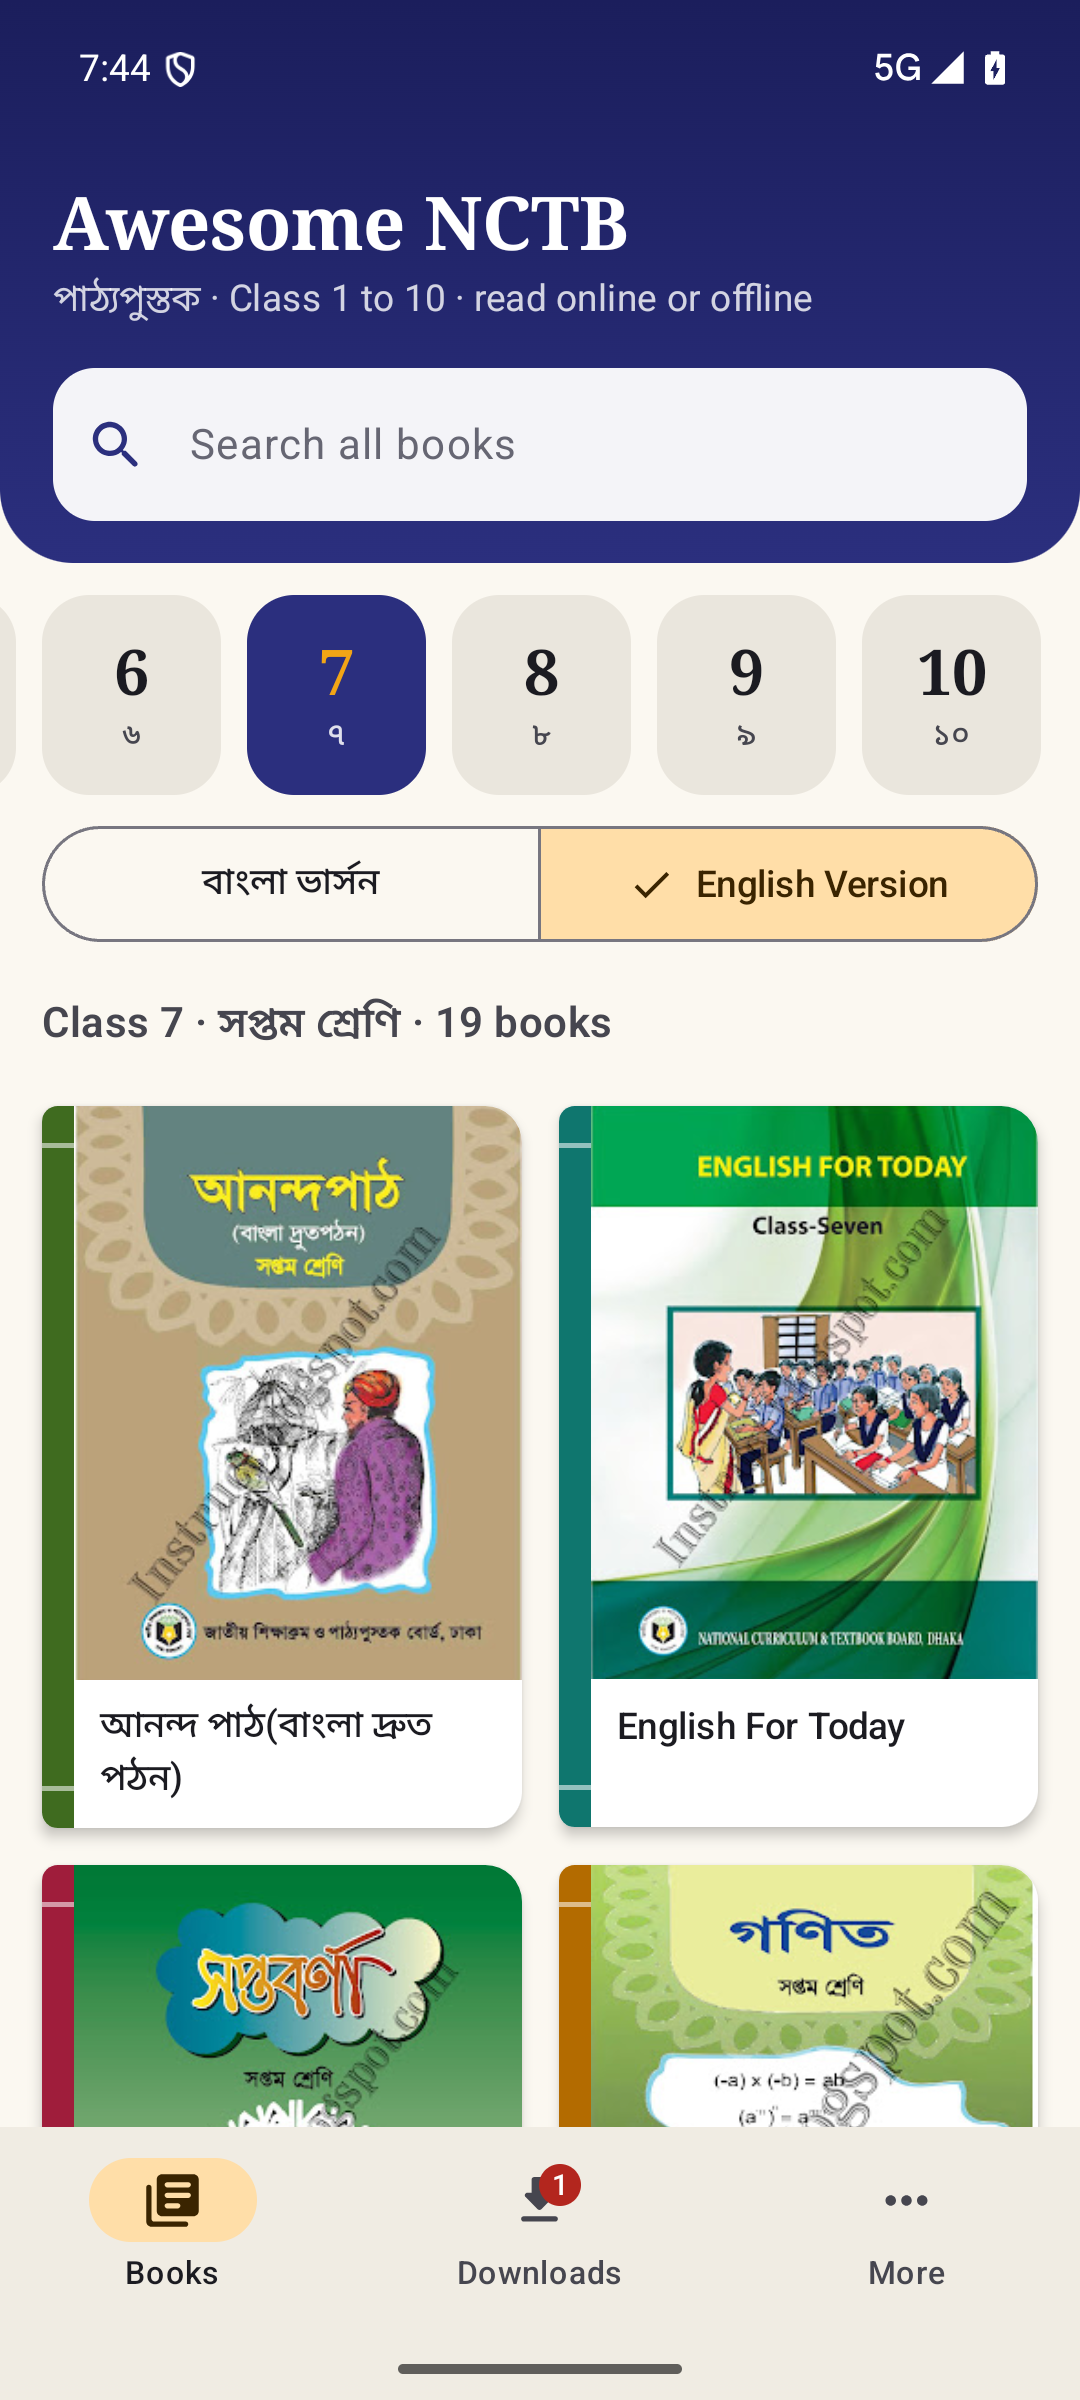 7:44
5G
Awesome NCTB
পাঠ্যপুস্তক · Class 1 to 10 · read online or offline
Search all books
6 7 8 9 10
৬ ৭ ৮ ৯ ১০
বাংলা ভার্সন
English Version
Class 7 · সপ্তম শ্রেণি · 19 books
আনন্দপাঠ
(বাংলা দ্রুতপঠন)
সপ্তম শ্রেণি
জাতীয় শিক্ষাক্রম ও পাঠ্যপুস্তক বোর্ড, ঢাকা
আনন্দ পাঠ(বাংলা দ্রুত
পঠন)
ENGLISH FOR TODAY
Class-Seven
NATIONAL CURRICULUM & TEXTBOOK BOARD, DHAKA
English For Today
সপ্তবর্ণা
সপ্তম শ্রেণি
গণিত
সপ্তম শ্রেণি
(-a) x (-b) = ab
Books
1
Downloads
More